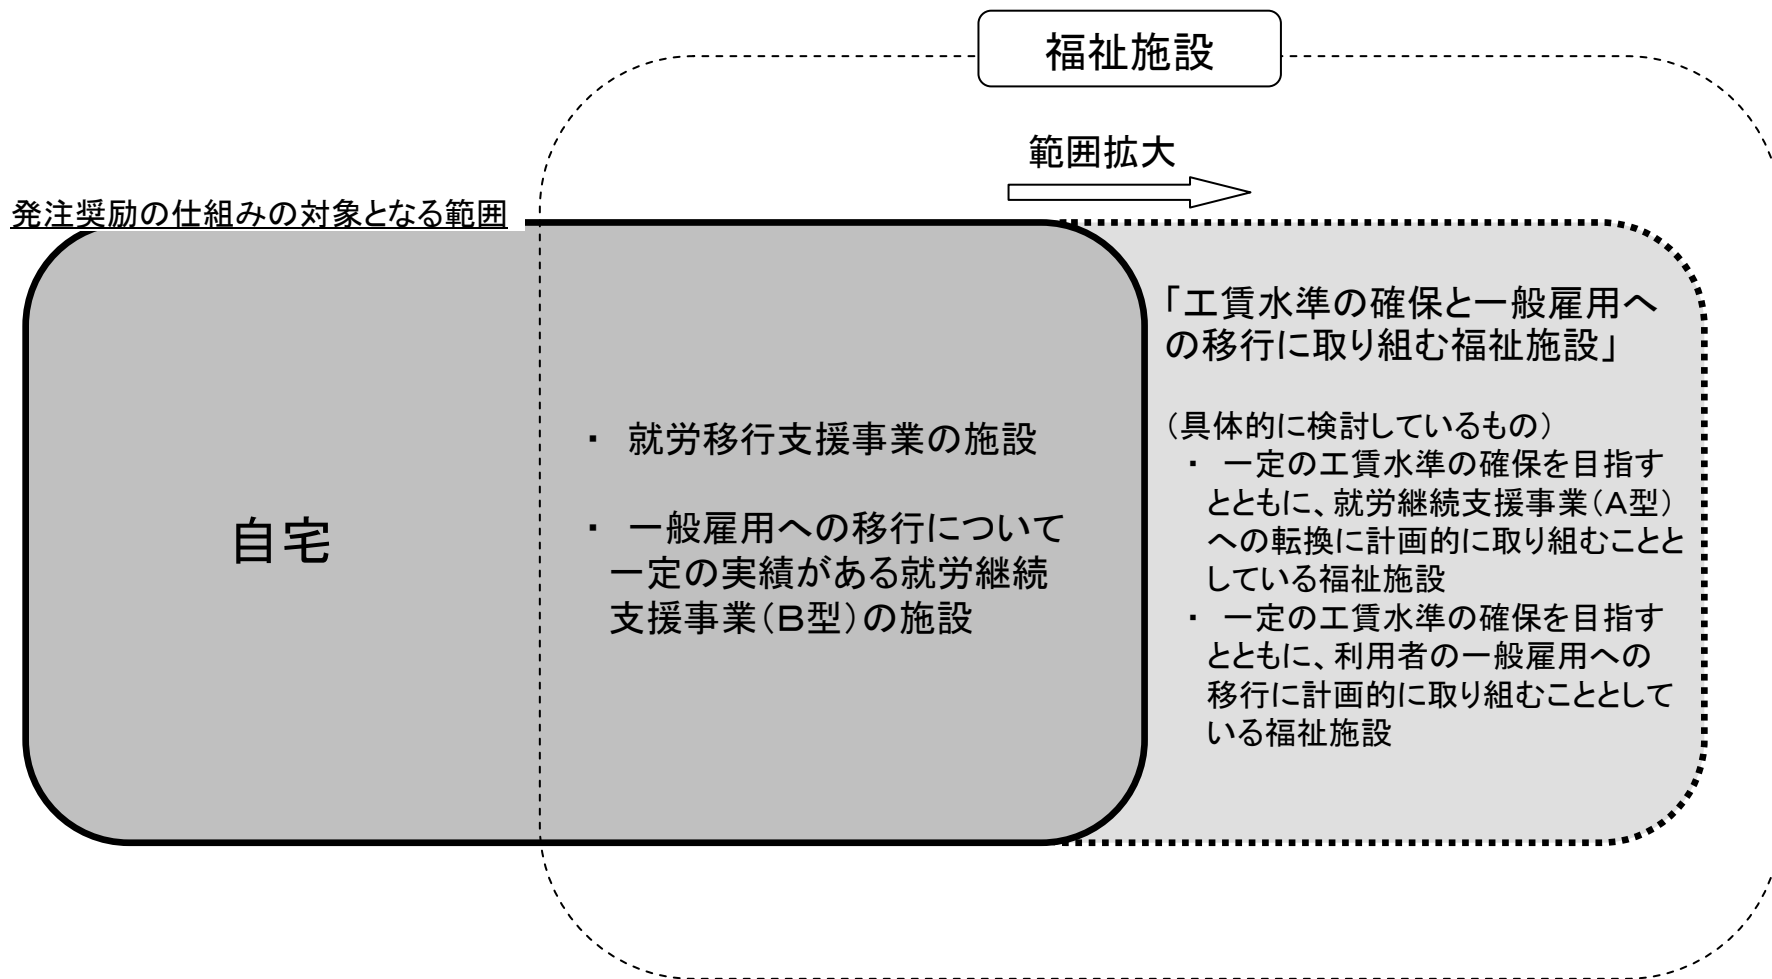 福祉施設
範囲拡大
発注奨励の仕組みの対象となる範囲
自宅
・ 就労移行支援事業の施設
・ 一般雇用への移行について
一定の実績がある就労継続
支援事業(B型)の施設
「工賃水準の確保と一般雇用へ
の移行に取り組む福祉施設」
(具体的に検討しているもの)
・ 一定の工賃水準の確保を目指す
とともに、就労継続支援事業(A型)
への転換に計画的に取り組むことと
している福祉施設
・ 一定の工賃水準の確保を目指す
とともに、利用者の一般雇用への
移行に計画的に取り組むこととして
いる福祉施設